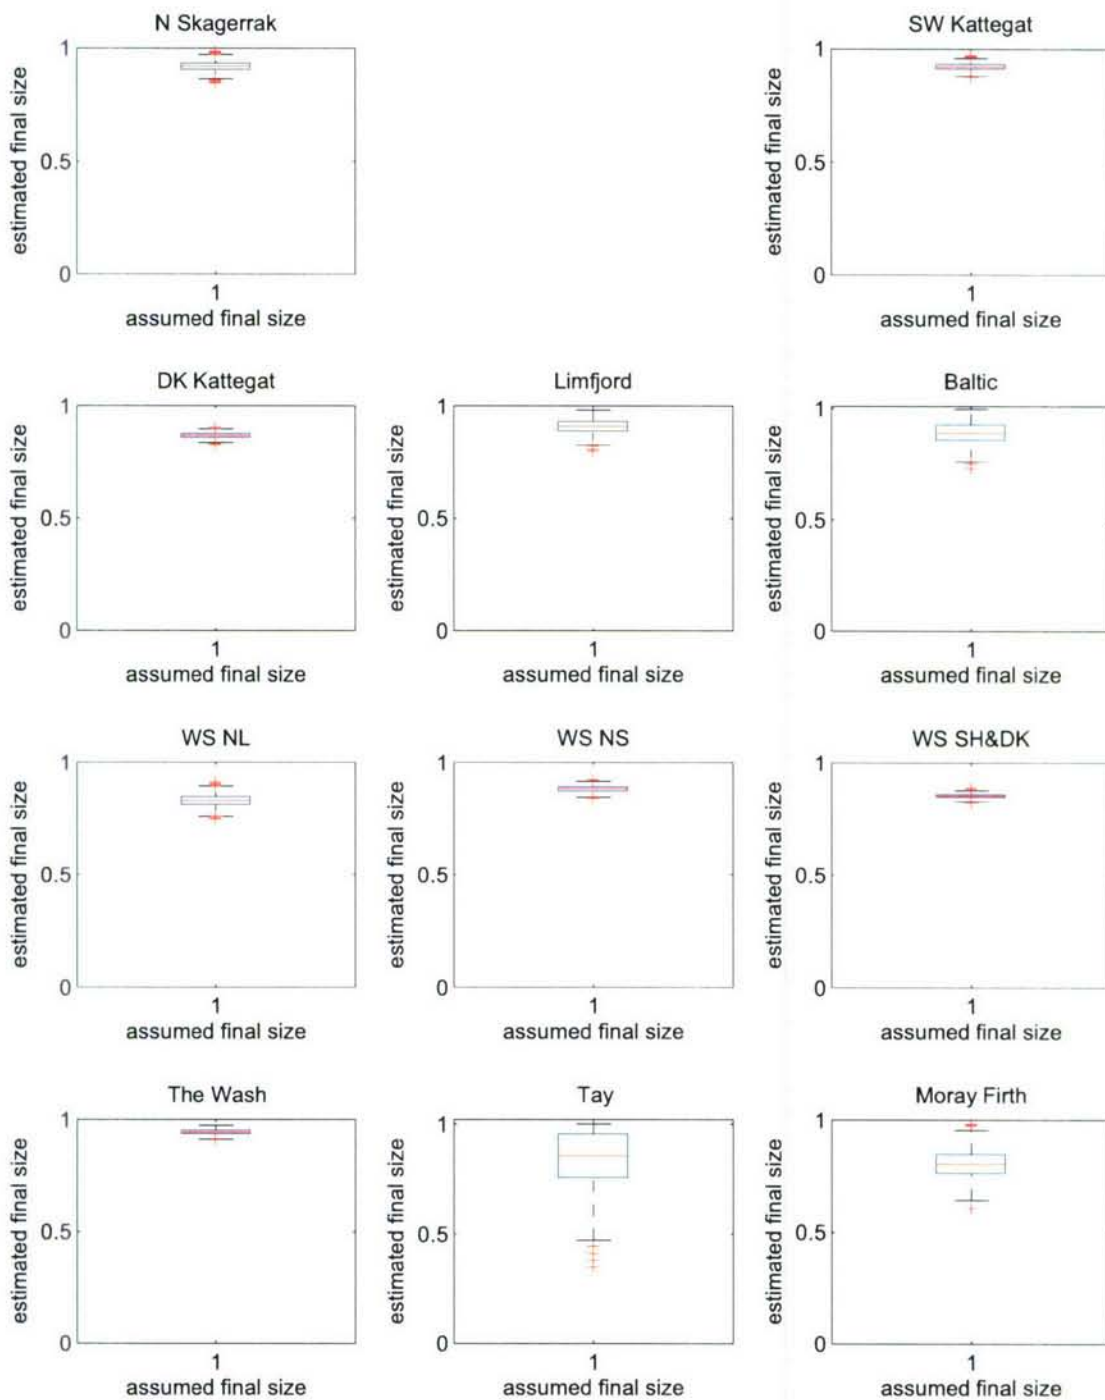 N Skagerrak
estimated final size
1
0.5
0
1
assumed final size
SW Kattegat
estimated final size
1
0.5
0
1
assumed final size
DK Kattegat
estimated final size
1
0.5
0
1
assumed final size
Limfjord
estimated final size
1
0.5
0
1
assumed final size
Baltic
estimated final size
1
0.5
0
1
assumed final size
WS NL
estimated final size
1
0.5
0
1
assumed final size
WS NS
estimated final size
1
0.5
0
1
assumed final size
WS SH&DK
estimated final size
1
0.5
0
1
assumed final size
The Wash
estimated final size
1
0.5
0
1
assumed final size
Tay
estimated final size
1
0.5
0
1
assumed final size
Moray Firth
estimated final size
1
0.5
0
1
assumed final size